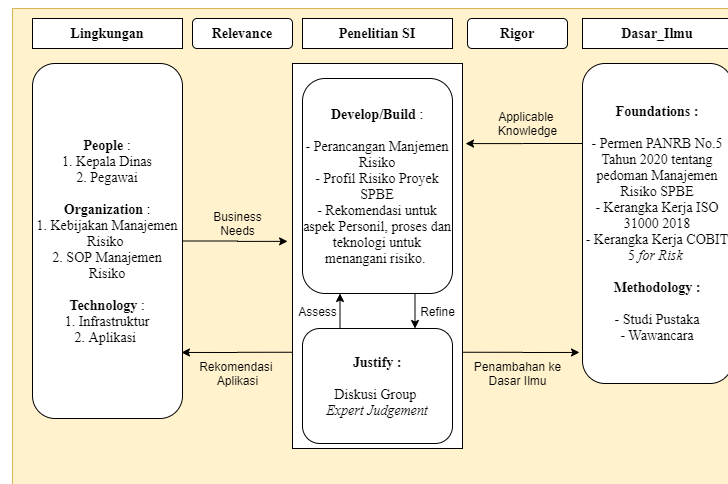 Lingkungan
Relevance
Penelitian SI
Rigor
Dasar_Ilmu
People :
1. Kepala Dinas
2. Pegawai
Organization :
1. Kebijakan Manajemen
Risiko
2. SOP Manajemen
Risiko
Technology :
1. Infrastruktur
2. Aplikasi
Business
Needs
Rekomendasi
Aplikasi
Develop/Build :
- Perancangan Manjemen
Risiko
- Profil Risiko Proyek
SPBE
- Rekomendasi untuk
aspek Personil, proses dan
teknologi untuk
menangani risiko.
Assess
Refine
Justify :
Diskusi Group
Expert Judgement
Applicable
Knowledge
Penambahan ke
Dasar Ilmu
Foundations :
- Permen PANRB No.5
Tahun 2020 tentang
pedoman Manajemen
Risiko SPBE
- Kerangka Kerja ISO
31000 2018
- Kerangka Kerja COBIT
5 for Risk
Methodology :
- Studi Pustaka
- Wawancara